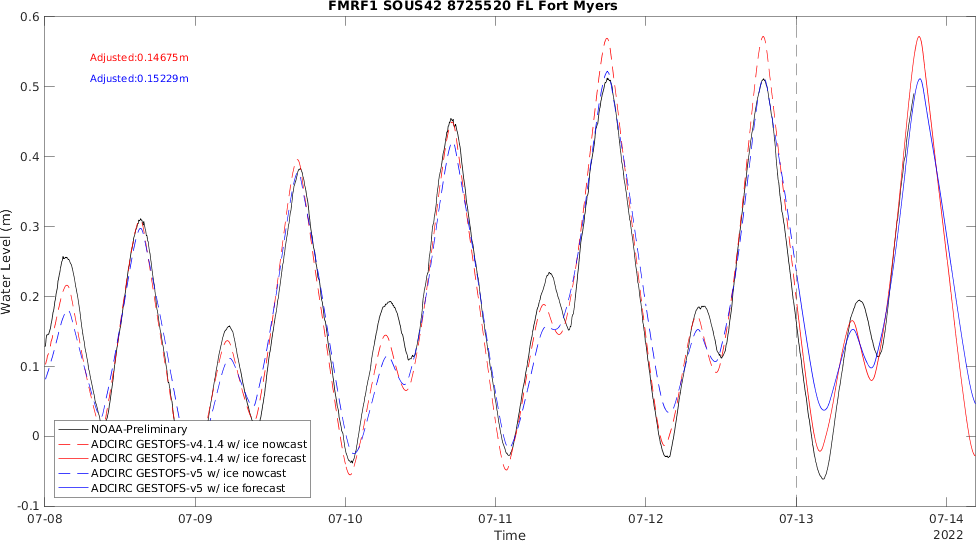 FMRF1 SOUS42 8725520 FL Fort Myers
0.6
Adjusted:0.14675m
Adjusted:0.15229m
0.5
0.4
0.3
0.2
0.1
0
-0.1
Water Level (m)
NOAA-Preliminary
ADCIRC GESTOFS-v4.1.4 w/ ice nowcast
ADCIRC GESTOFS-v4.1.4 w/ ice forecast
ADCIRC GESTOFS-v5 w/ ice nowcast
ADCIRC GESTOFS-v5 w/ ice forecast
07-08 07-09 07-10 07-11 07-12 07-13 07-14
Time
2022